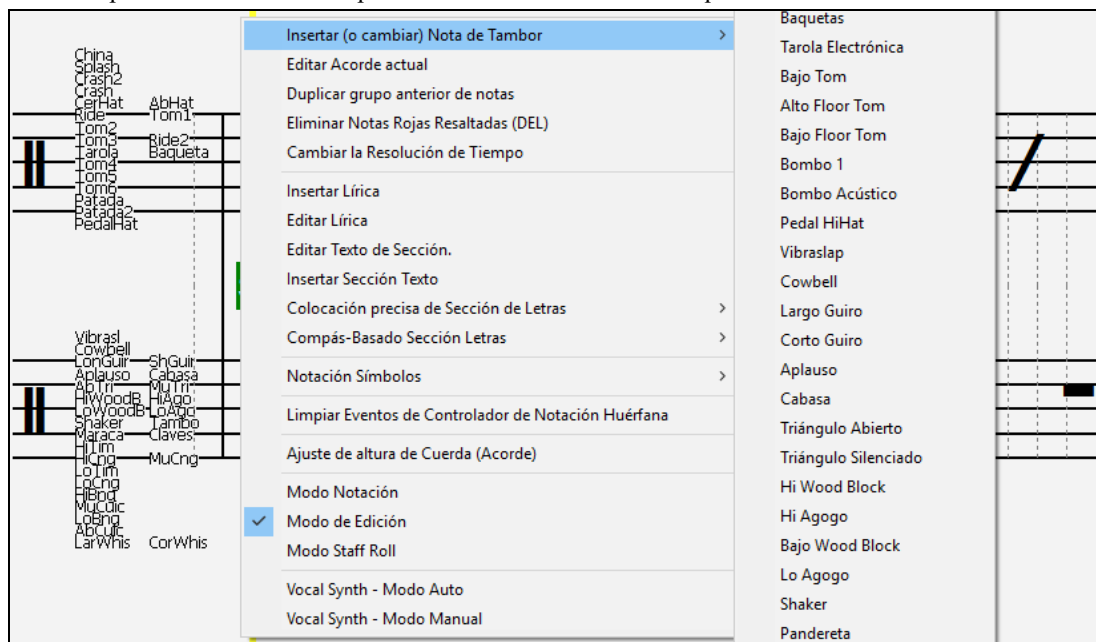 China
Splash
Crash2
Crash
CerHat AbHat
Ride Tom1
Tom2
Tom3 Ride2
Tarola Baqueta
Tom4
Tom5
Tom6
Patada
Patada2
PedalHat
Vibrasl
Cowbell
LonGuir ShGuir
Aplauso Cabasa
AbTri MuTri
HiWoodB HiAgo
LoWoodB LoAgo
Shaker Tambo
Maraca Claves
HiTim
HiCng MuCng
LoTim
LoCng
HiBng
MuCuic
LoBng
AbCuic
LarWhis CorWhis
Insertar (o cambiar) Nota de Tambor
Editar Acorde actual
Duplicar grupo anterior de notas
Eliminar Notas Rojas Resaltadas (DEL)
Cambiar la Resolución de Tiempo
Insertar Lírica
Editar Lírica
Editar Texto de Sección.
Insertar Sección Texto
Colocación precisa de Sección de Letras
Compás-Basado Sección Letras
Notación Símbolos
Limpiar Eventos de Controlador de Notación Huérfana
Ajuste de altura de Cuerda (Acorde)
Modo Notación
Modo de Edición
Modo Staff Roll
Vocal Synth - Modo Auto
Vocal Synth - Modo Manual
Baquetas
Tarola Electrónica
Bajo Tom
Alto Floor Tom
Bajo Floor Tom
Bombo 1
Bombo Acústico
Pedal HiHat
Vibraslap
Cowbell
Largo Guiro
Corto Guiro
Aplauso
Cabasa
Triángulo Abierto
Triángulo Silenciado
Hi Wood Block
Hi Agogo
Bajo Wood Block
Lo Agogo
Shaker
Pandereta